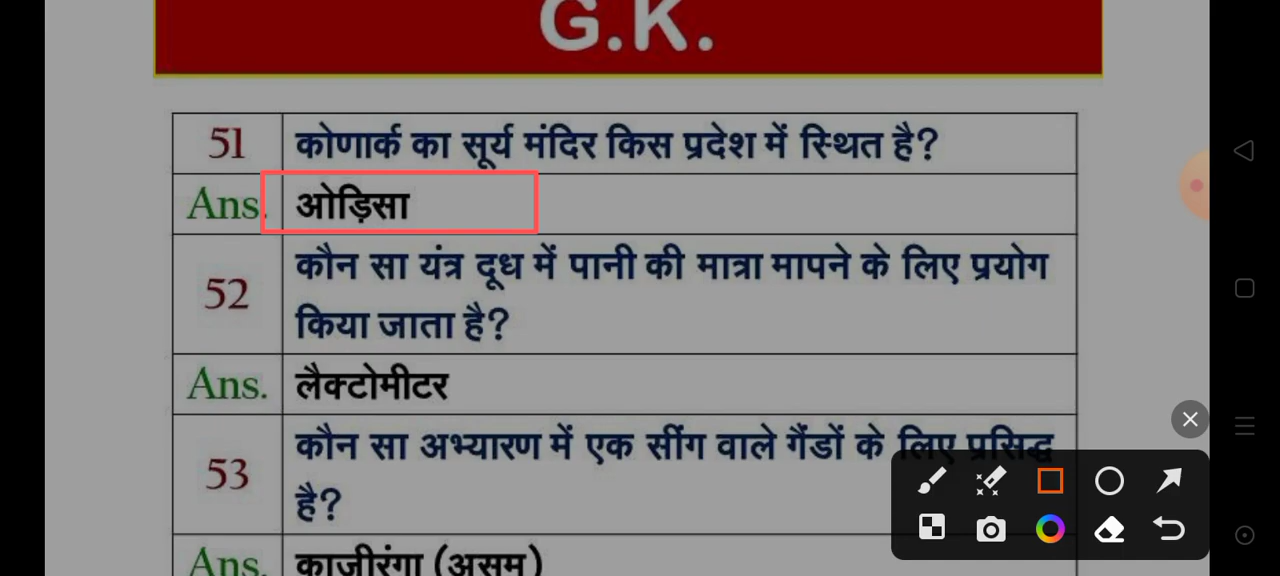 G.K.
51 कोणार्क का सूर्य मंदिर किस प्रदेश में स्थित है?
Ans. ओड़िसा
52 कौन सा यंत्र दूध में पानी की मात्रा मापने के लिए प्रयोग
किया जाता है?
Ans. लैक्टोमीटर
53 कौन सा अभ्यारण में एक सींग वाले गैंडों के लिए प्रसिद्ध
है?
Ans. काजीरंगा (असम)